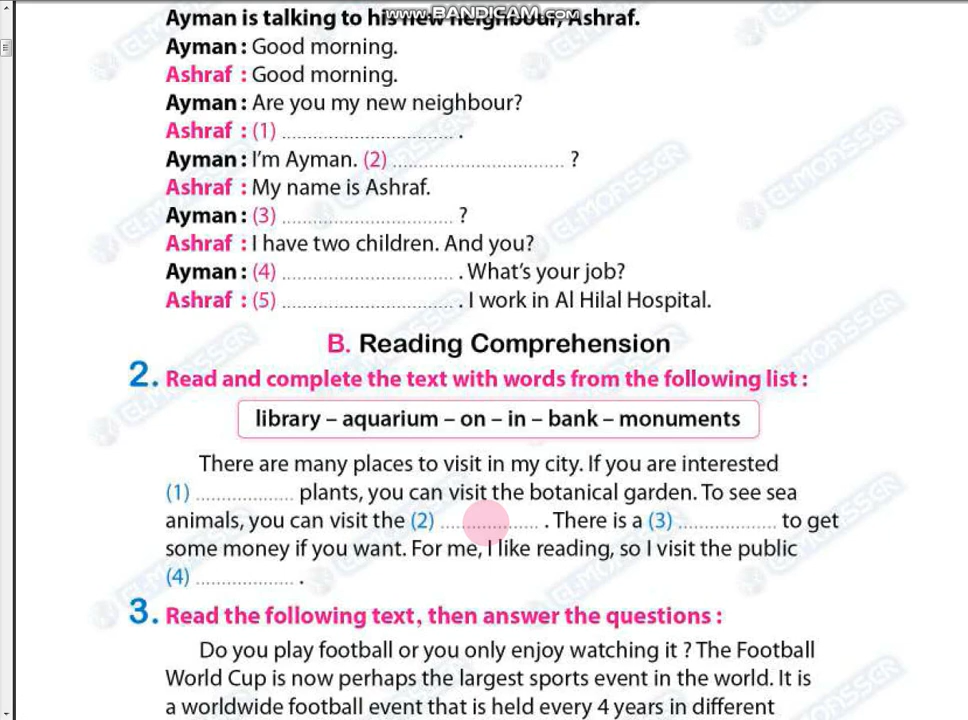 www.BANDICAM.com
Ayman is talking to his new neighbour, Ashraf.
Ayman : Good morning.
Ashraf : Good morning.
Ayman : Are you my new neighbour?
Ashraf : (1) ................................ .
Ayman : I'm Ayman. (2) ................................ ?
Ashraf : My name is Ashraf.
Ayman : (3) ................................ ?
Ashraf : I have two children. And you?
Ayman : (4) ................................ . What's your job?
Ashraf : (5) ................................ . I work in Al Hilal Hospital.
B. Reading Comprehension
2. Read and complete the text with words from the following list :
library – aquarium – on – in – bank – monuments
There are many places to visit in my city. If you are interested
(1) .................. plants, you can visit the botanical garden. To see sea
animals, you can visit the (2) .................. . There is a (3) .................. to get
some money if you want. For me, I like reading, so I visit the public
(4) .................. .
3. Read the following text, then answer the questions :
Do you play football or you only enjoy watching it ? The Football
World Cup is now perhaps the largest sports event in the world. It is
a worldwide football event that is held every 4 years in different